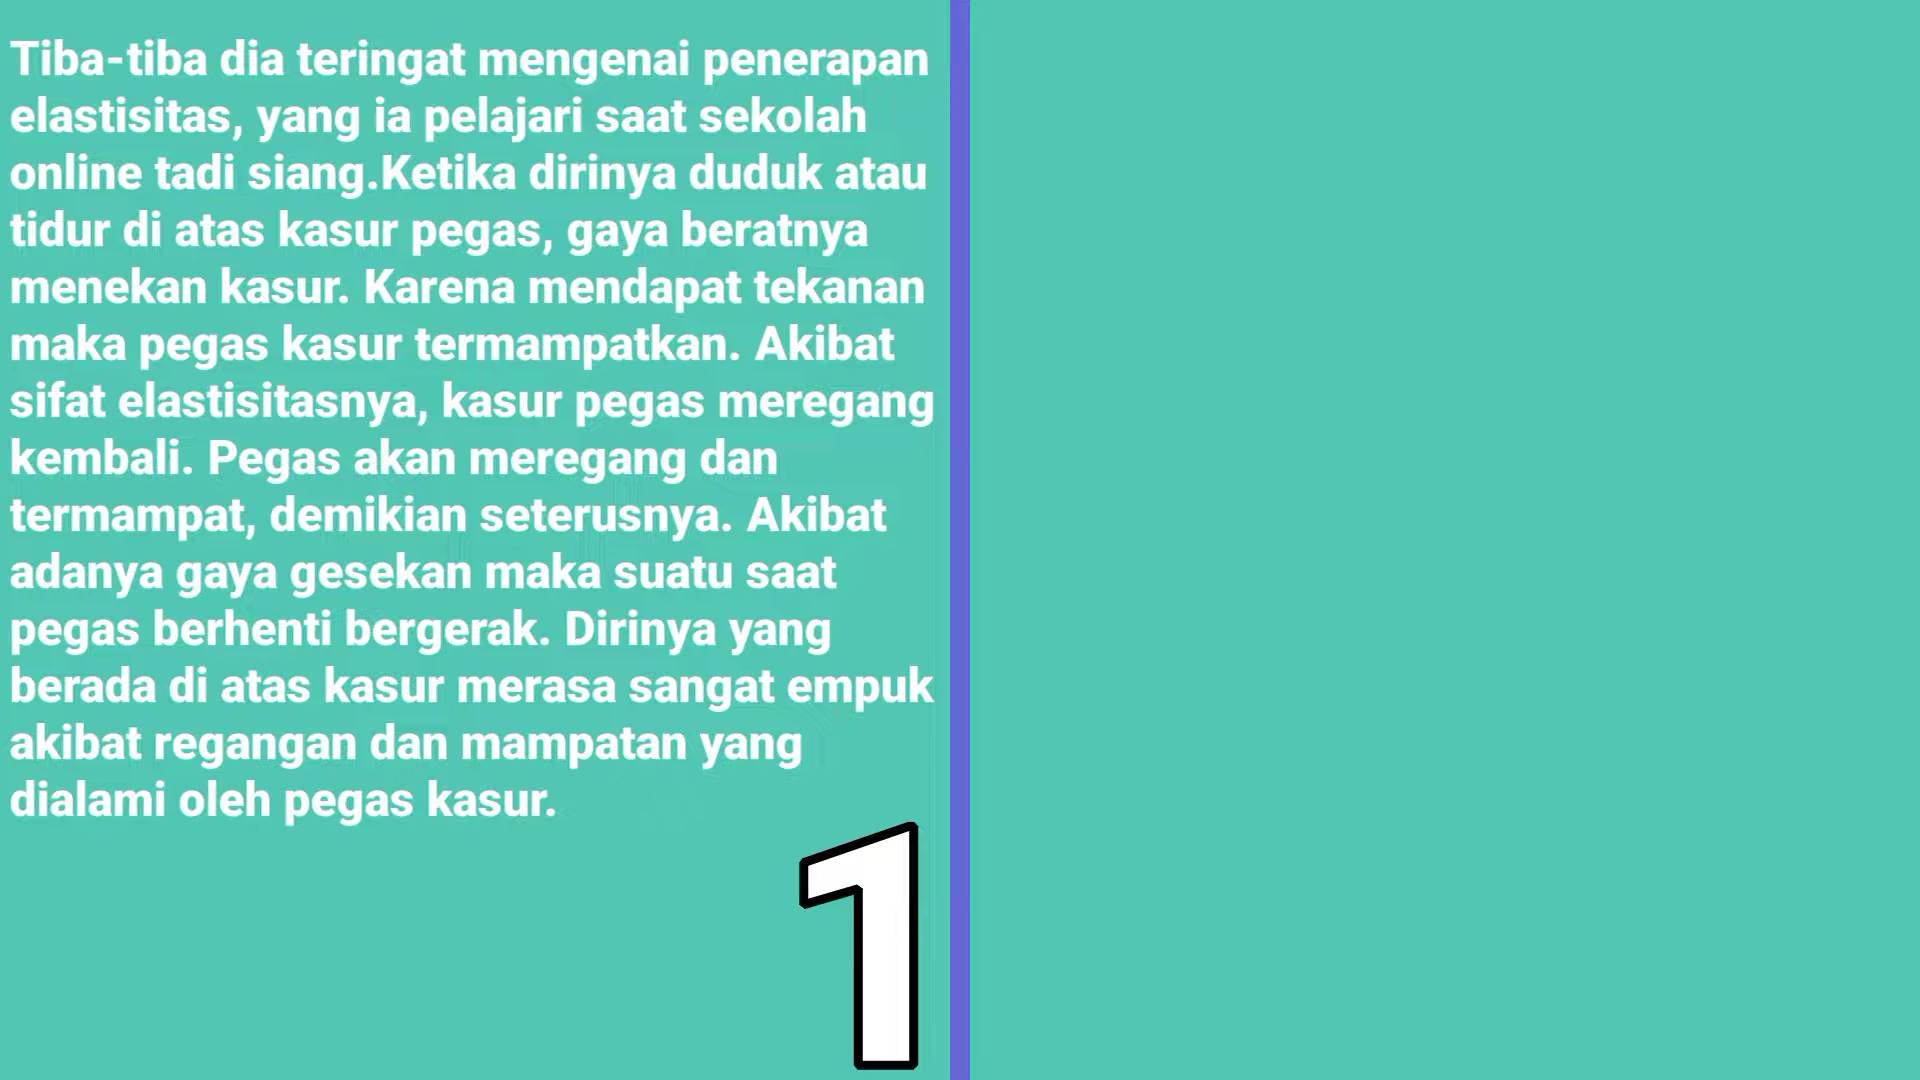 Tiba-tiba dia teringat mengenai penerapan
elastisitas, yang ia pelajari saat sekolah
online tadi siang.Ketika dirinya duduk atau
tidur di atas kasur pegas, gaya beratnya
menekan kasur. Karena mendapat tekanan
maka pegas kasur termampatkan. Akibat
sifat elastisitasnya, kasur pegas meregang
kembali. Pegas akan meregang dan
termampat, demikian seterusnya. Akibat
adanya gaya gesekan maka suatu saat
pegas berhenti bergerak. Dirinya yang
berada di atas kasur merasa sangat empuk
akibat regangan dan mampatan yang
dialami oleh pegas kasur.
1